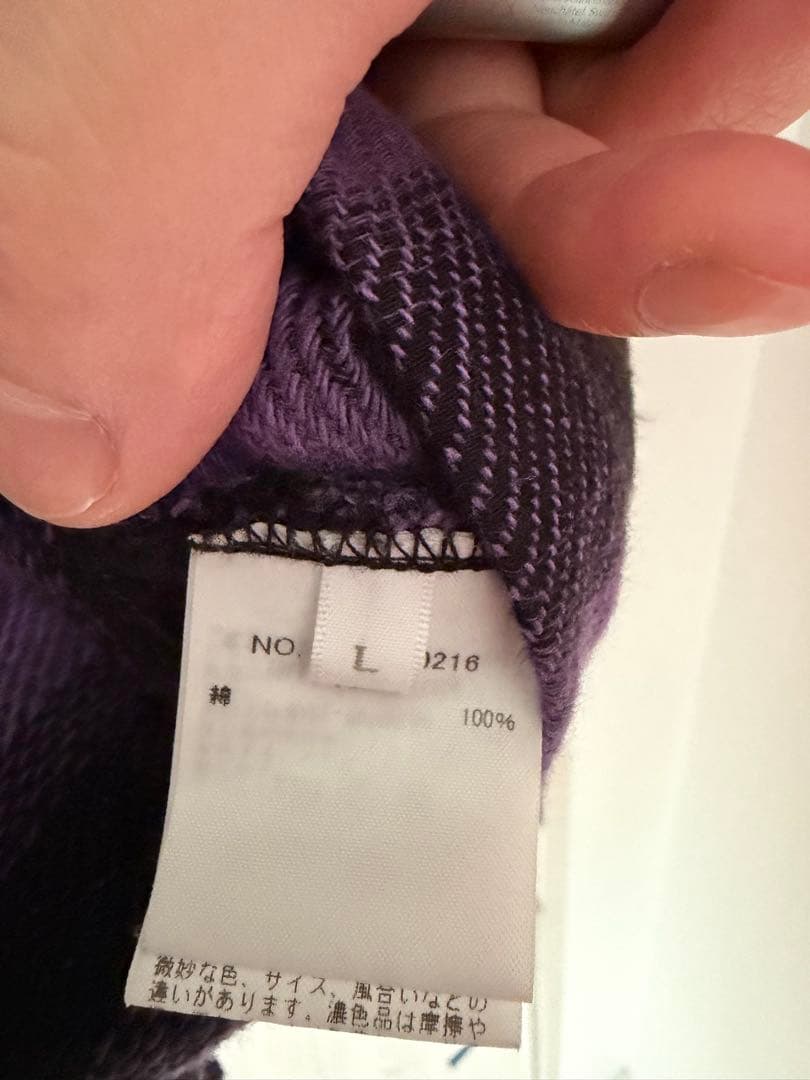 NO. 0216
L
綿 100%
微妙な色、サイズ、風合いなどの
違いがあります。濃色品は摩擦や